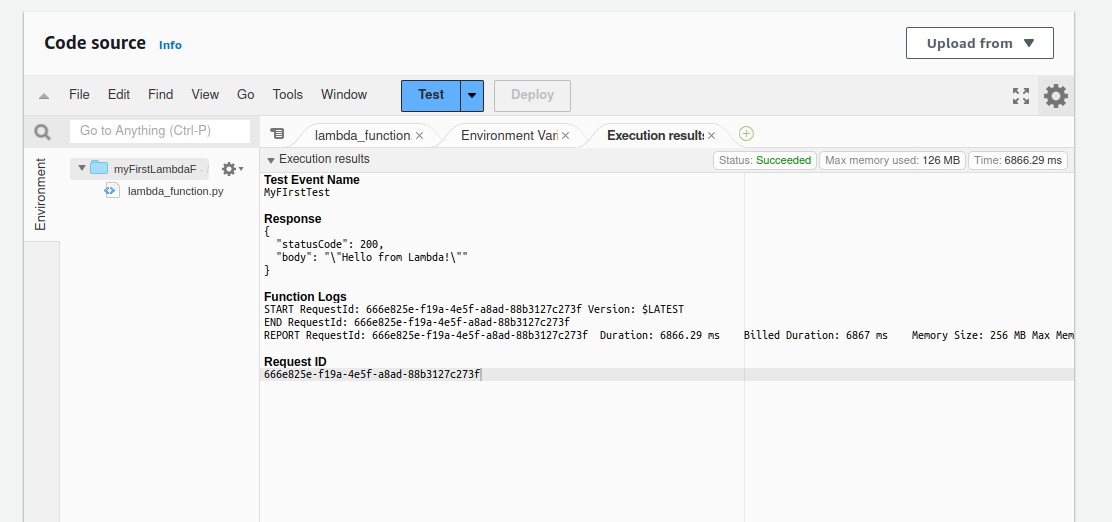 Code source Info
Upload from
File Edit Find View Go Tools Window Test Deploy
Go to Anything (Ctrl-P)
lambda_function. Environment Vari Execution results
Environment
myFirstLambdaF
lambda_function.py
Execution results
Status: Succeeded Max memory used: 126 MB Time: 6866.29 ms
Test Event Name
MyFIrstTest
Response
{
"statusCode": 200,
"body": "\"Hello from Lambda!\""
}
Function Logs
START RequestId: 666e825e-f19a-4e5f-a8ad-88b3127c273f Version: $LATEST
END RequestId: 666e825e-f19a-4e5f-a8ad-88b3127c273f
REPORT RequestId: 666e825e-f19a-4e5f-a8ad-88b3127c273f Duration: 6866.29 ms Billed Duration: 6867 ms Memory Size: 256 MB Max Mem
Request ID
666e825e-f19a-4e5f-a8ad-88b3127c273f